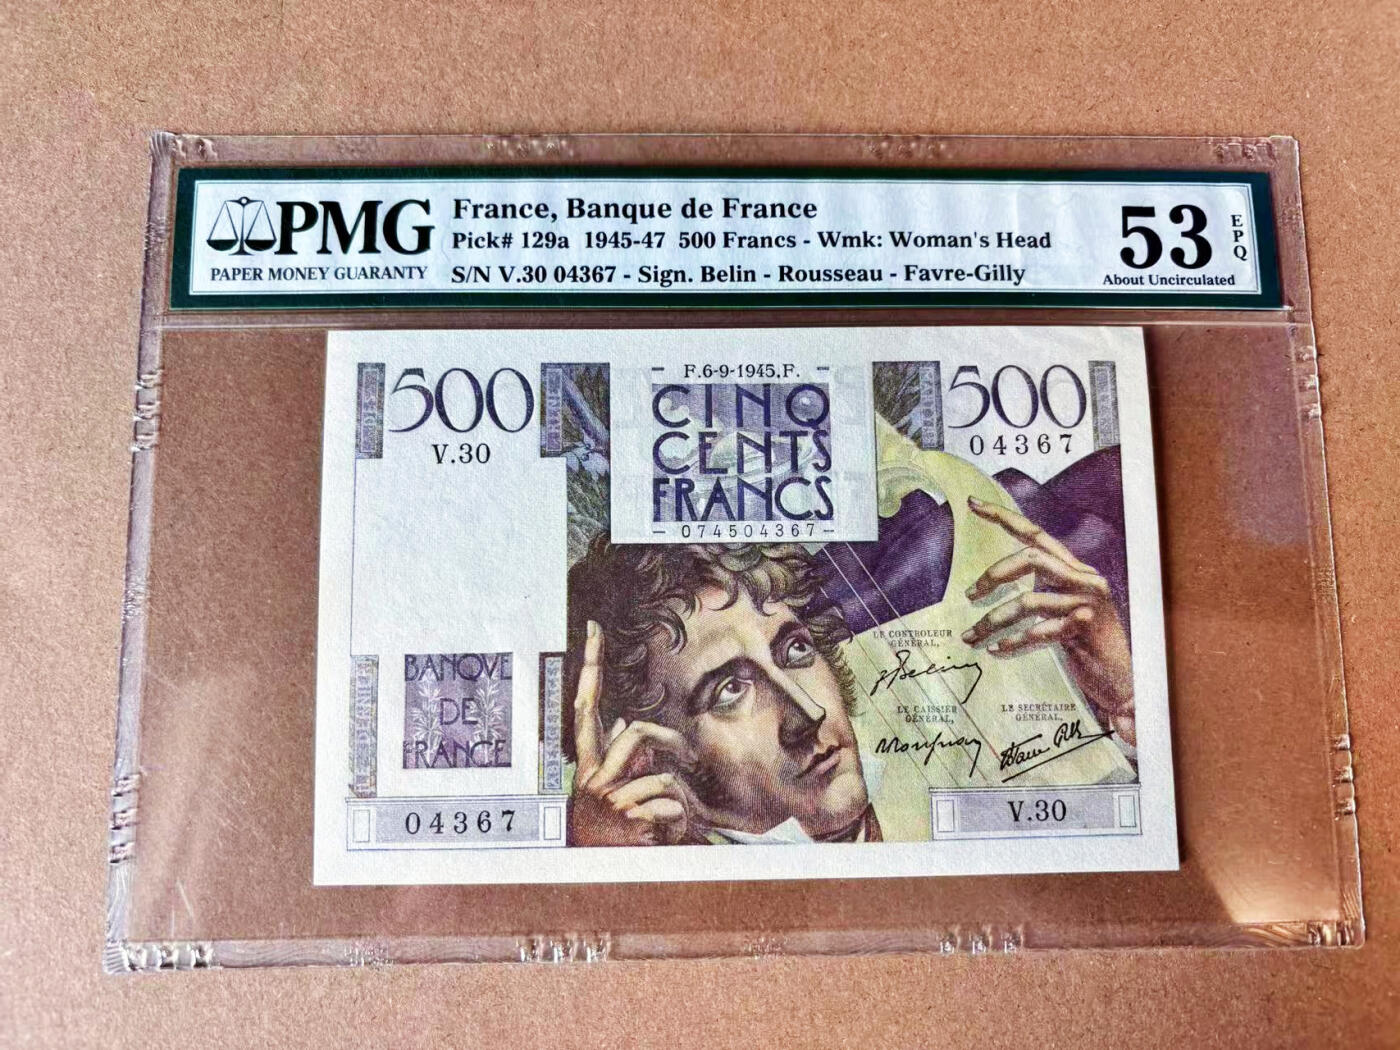 PMG
PAPER MONEY GUARANTY
France, Banque de France
Pick# 129a 1945-47 500 Francs - Wmk: Woman's Head
S/N V.30 04367 - Sign. Belin - Rousseau - Favre-Gilly
53
EPQ
About Uncirculated
500
V.30
F.6-9-1945.F.
CINQ
CENTS
FRANCS
074504367
500
04367
LE CONTROLEUR
GÉNÉRAL,
LE CAISSIER
GÉNÉRAL,
LE SECRÉTAIRE
GÉNÉRAL,
BANQVE
DE
FRANCE
04367
V.30